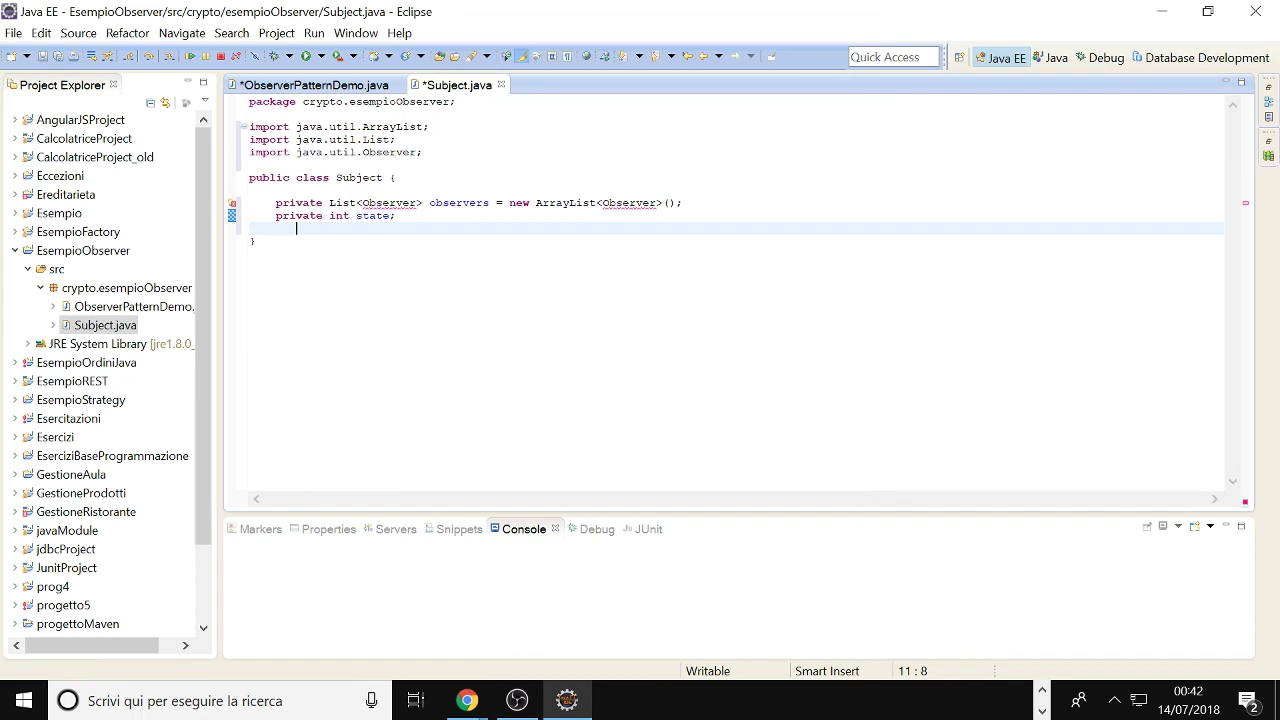 Java EE - EsempioObserver/src/crypto/esempioObserver/Subject.java - Eclipse
File Edit Source Refactor Navigate Search Project Run Window Help
Quick Access Java EE Java Debug Database Development
Project Explorer
*ObserverPatternDemo.java *Subject.java
AngularJSProject
CalcolatriceProject
CalcolatriceProject_old
Eccezioni
Ereditarieta
Esempio
EsempioFactory
EsempioObserver
src
crypto.esempioObserver
ObserverPatternDemo.
Subject.java
JRE System Library [jre1.8.0_
EsempioOrdiniJava
EsempioREST
EsempioStrategy
Esercitazioni
Esercizi
EserciziBaseProgrammazione
GestioneAula
GestioneProdotti
GestioneRistorante
javaModule
jdbcProject
JunitProject
prog4
progetto5
progettoMaven
package crypto.esempioObserver;
import java.util.ArrayList;
import java.util.List;
import java.util.Observer;
public class Subject {
private List<Observer> observers = new ArrayList<Observer>();
private int state;
}
Markers Properties Servers Snippets Console Debug JUnit
Writable Smart Insert 11 : 8
Scrivi qui per eseguire la ricerca
00:42
14/07/2018
2